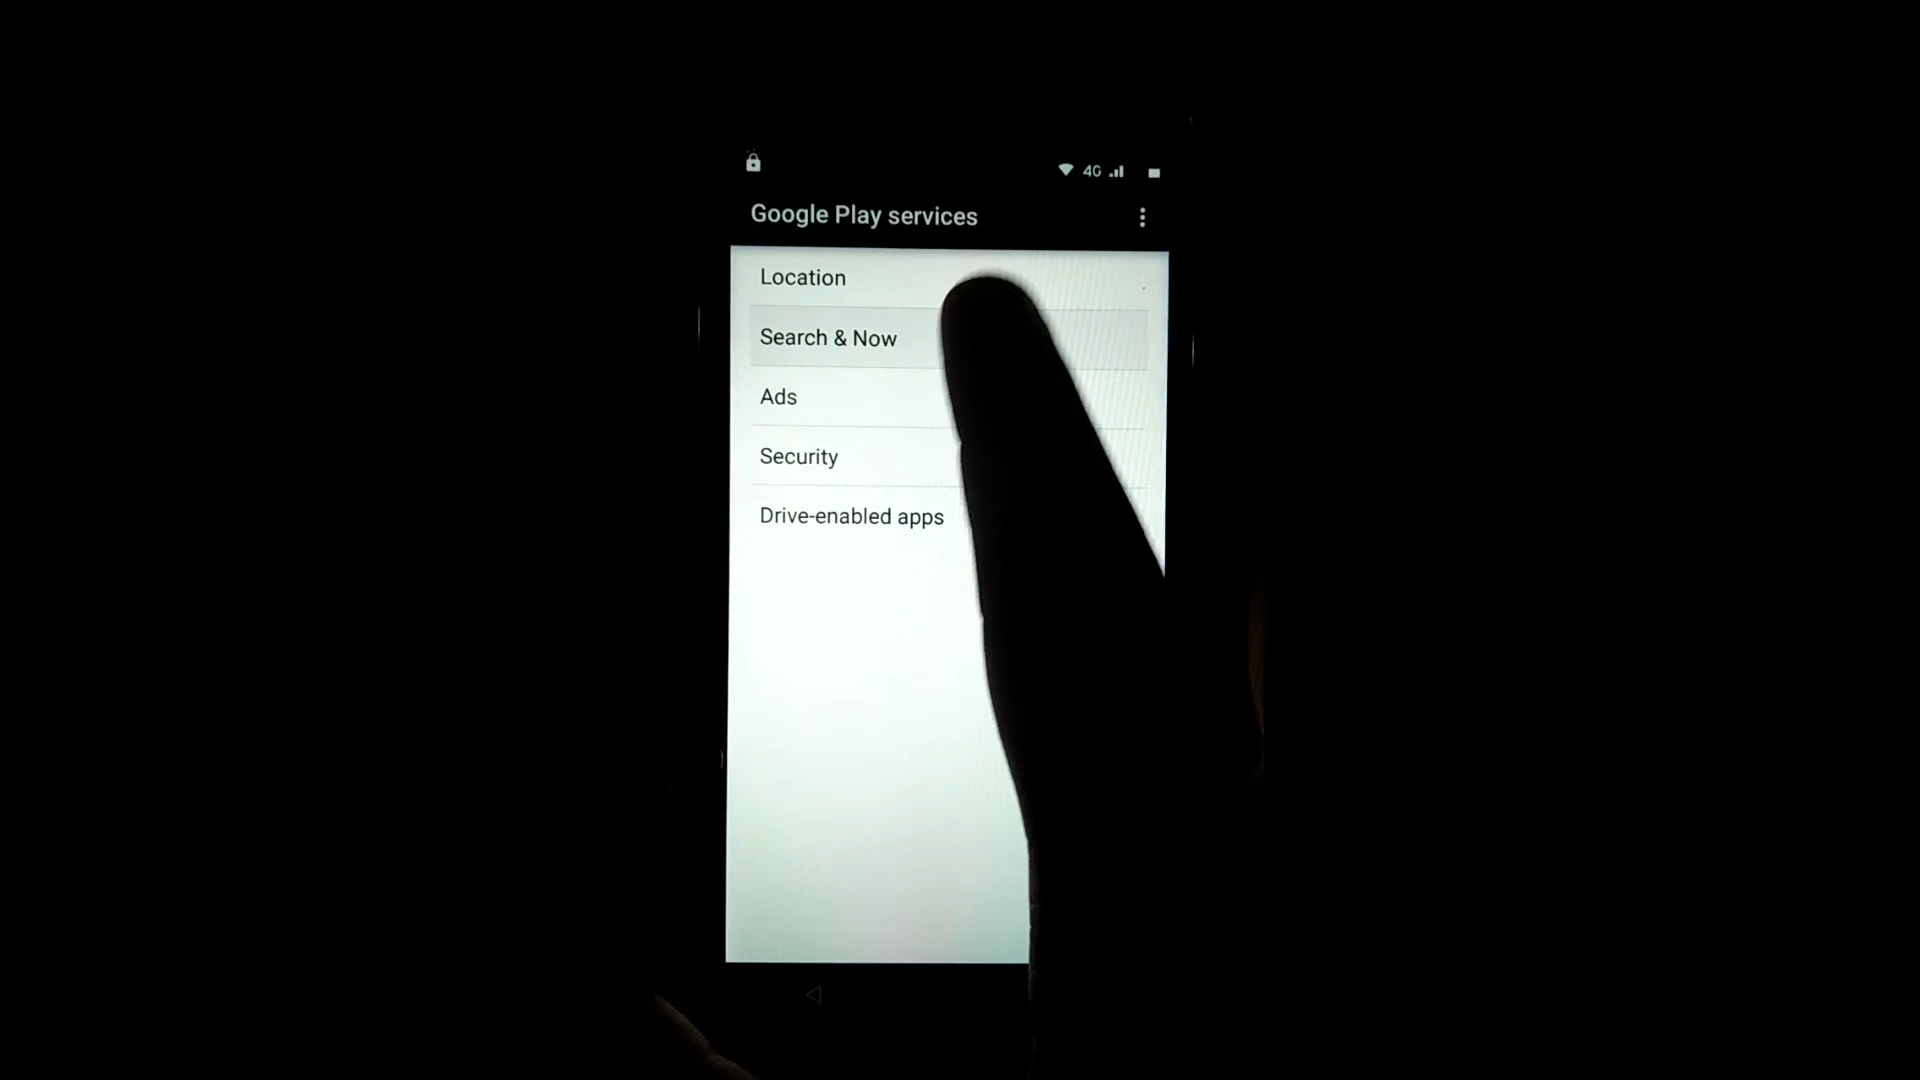 4G
Google Play services
Location
Search & Now
Ads
Security
Drive-enabled apps